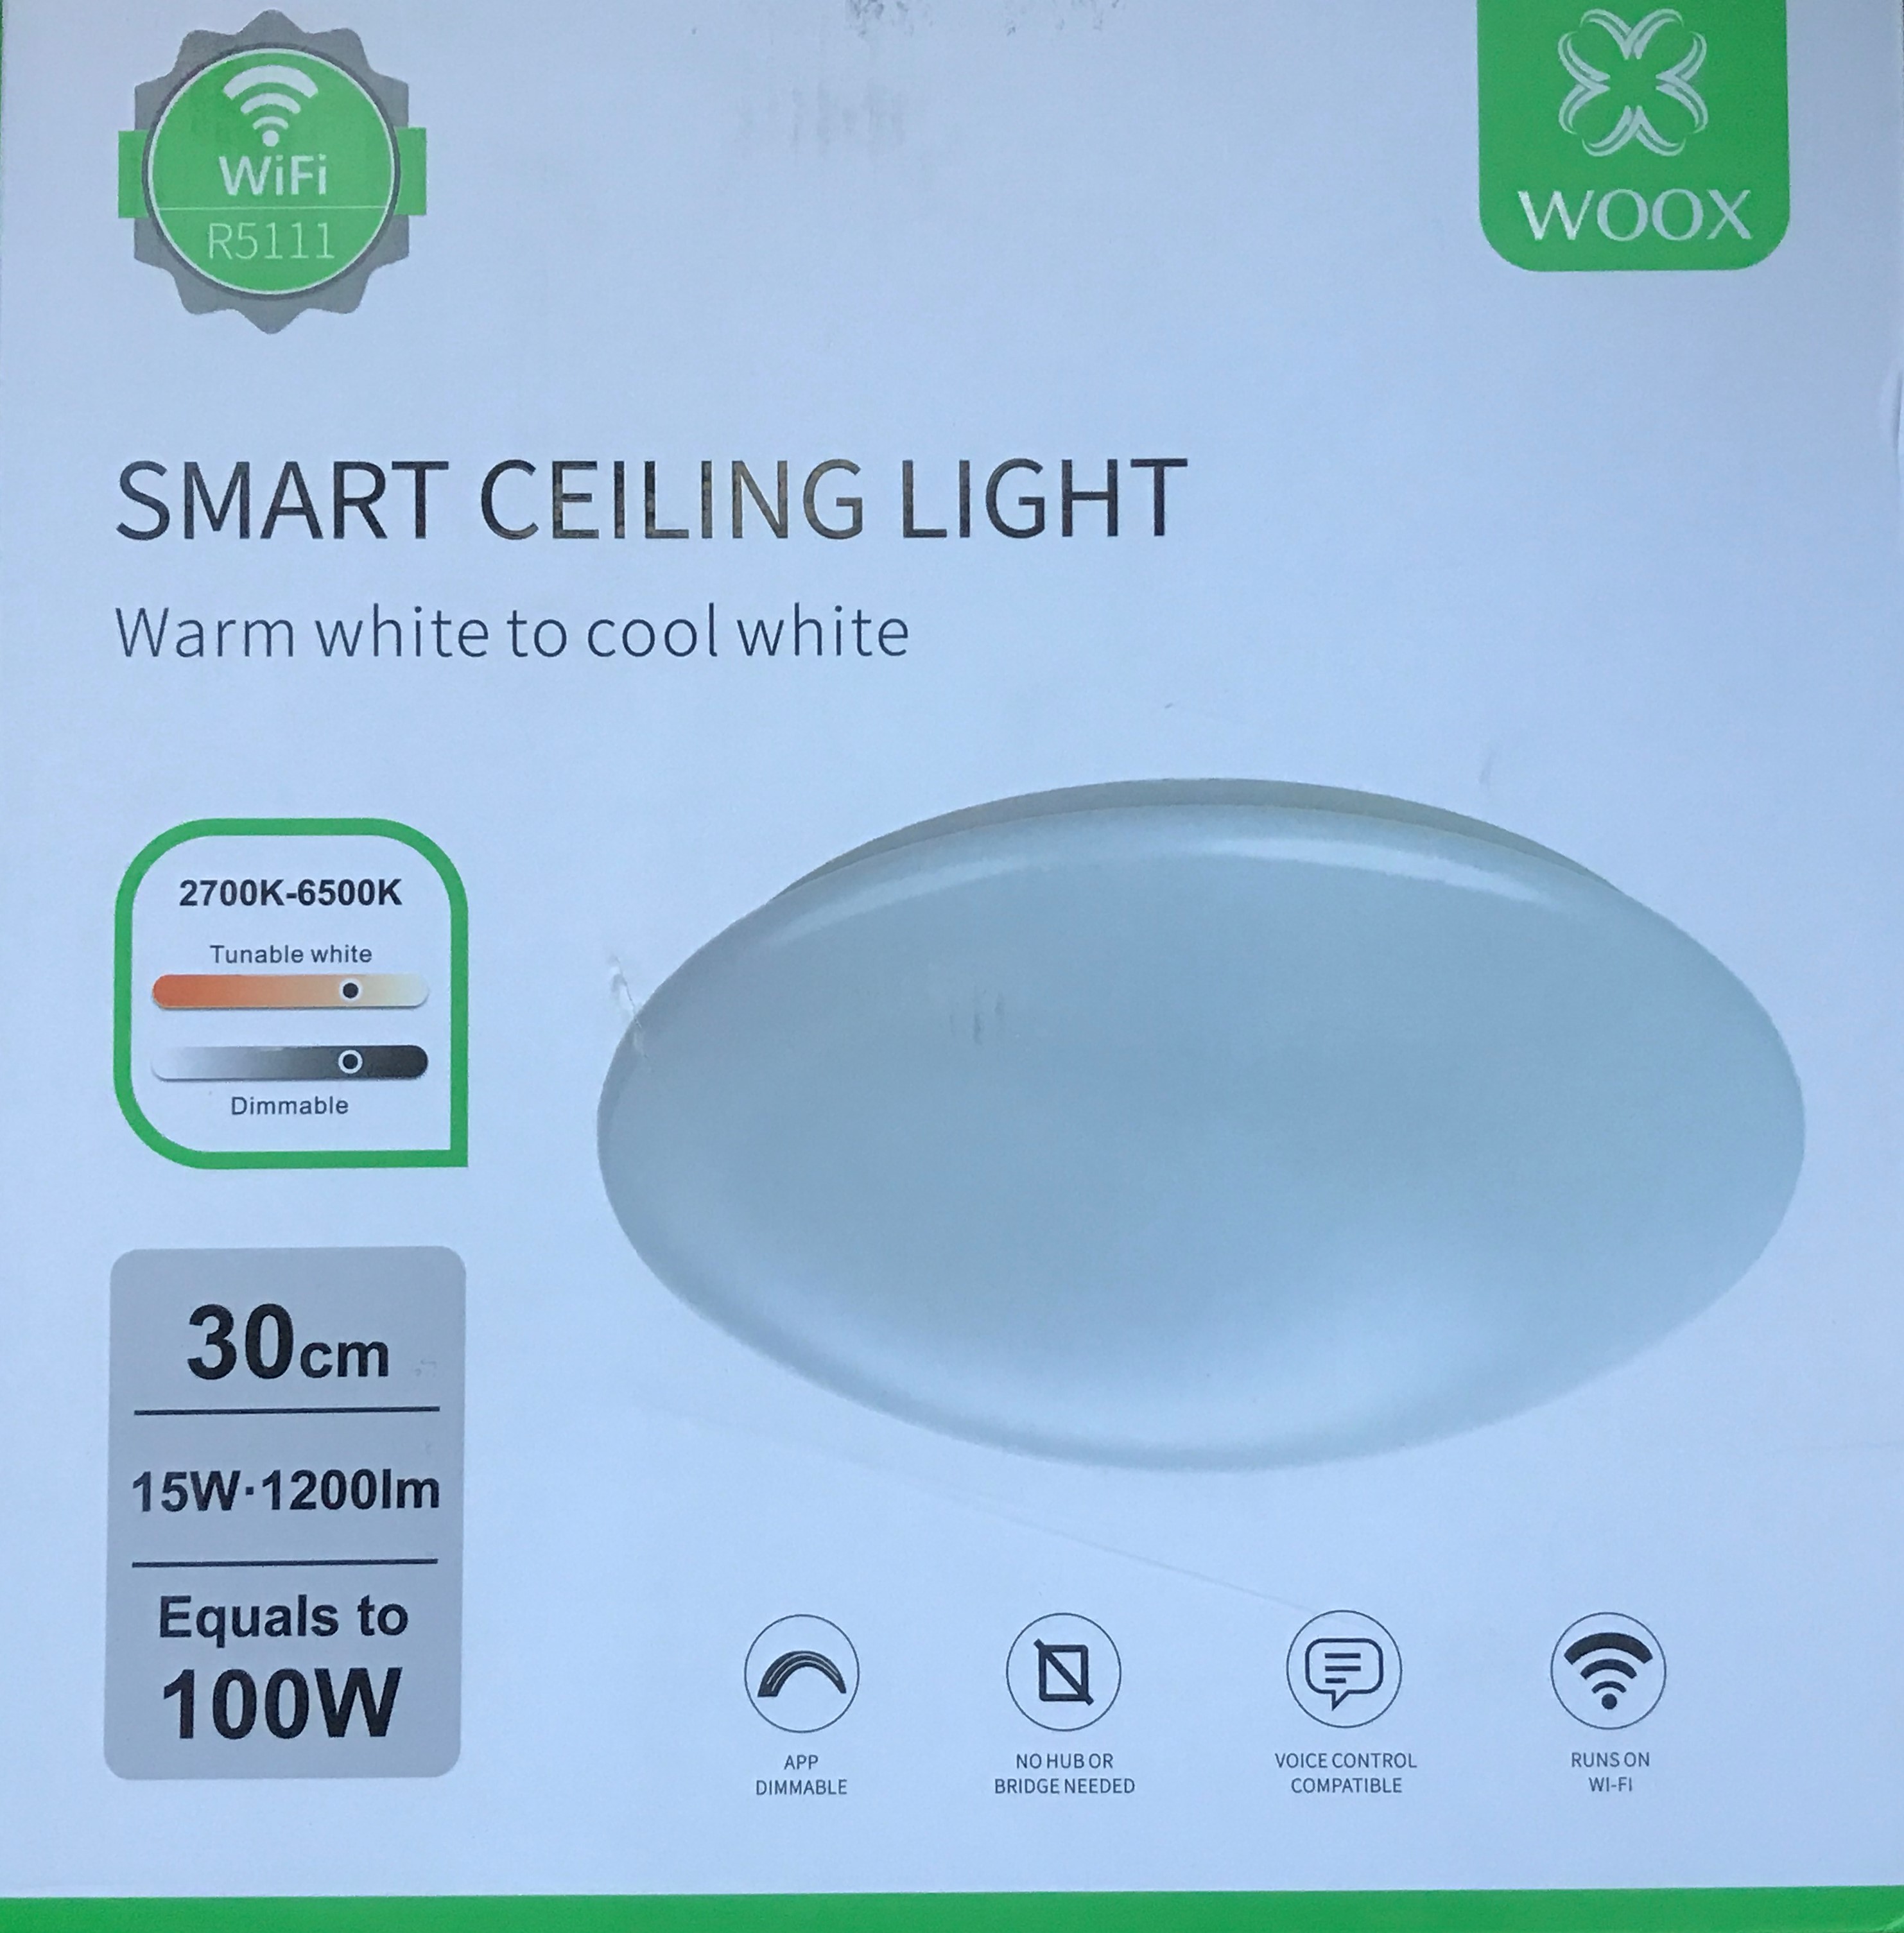 WiFi
R5111
WOOX
SMART CEILING LIGHT
Warm white to cool white
2700K-6500K
Tunable white
Dimmable
30cm
15W·1200lm
Equals to
100W
APP
DIMMABLE
NO HUB OR
BRIDGE NEEDED
VOICE CONTROL
COMPATIBLE
RUNS ON
WI-FI